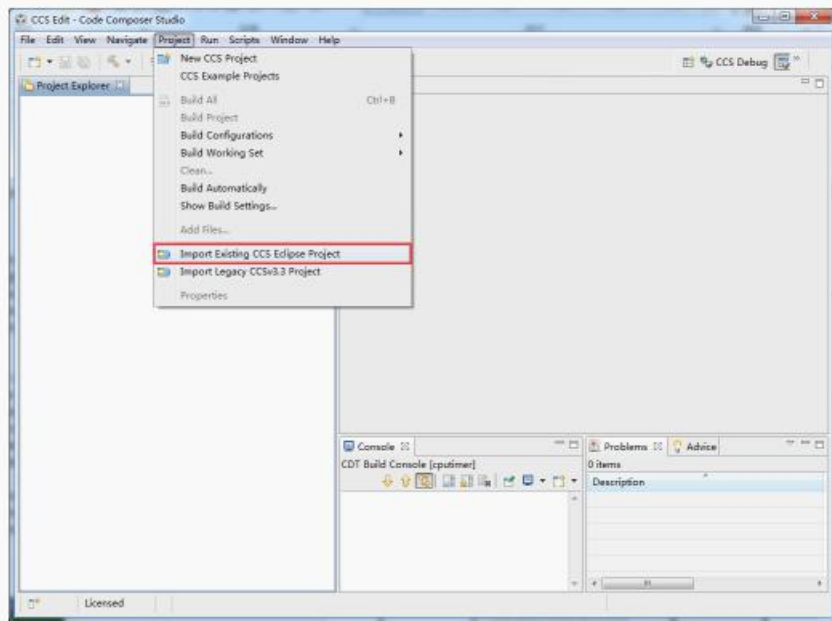 CCS Edit - Code Composer Studio
File Edit View Navigate Project Run Scripts Window Help
New CCS Project
CCS Example Projects
Build All Ctrl+B
Build Project
Build Configurations
Build Working Set
Clean...
Build Automatically
Show Build Settings...
Add Files...
Import Existing CCS Eclipse Project
Import Legacy CCSv3.3 Project
Properties
CCS Debug
Project Explorer
Console
CDT Build Console [cputimer]
Problems
Advice
0 items
Description
Licensed